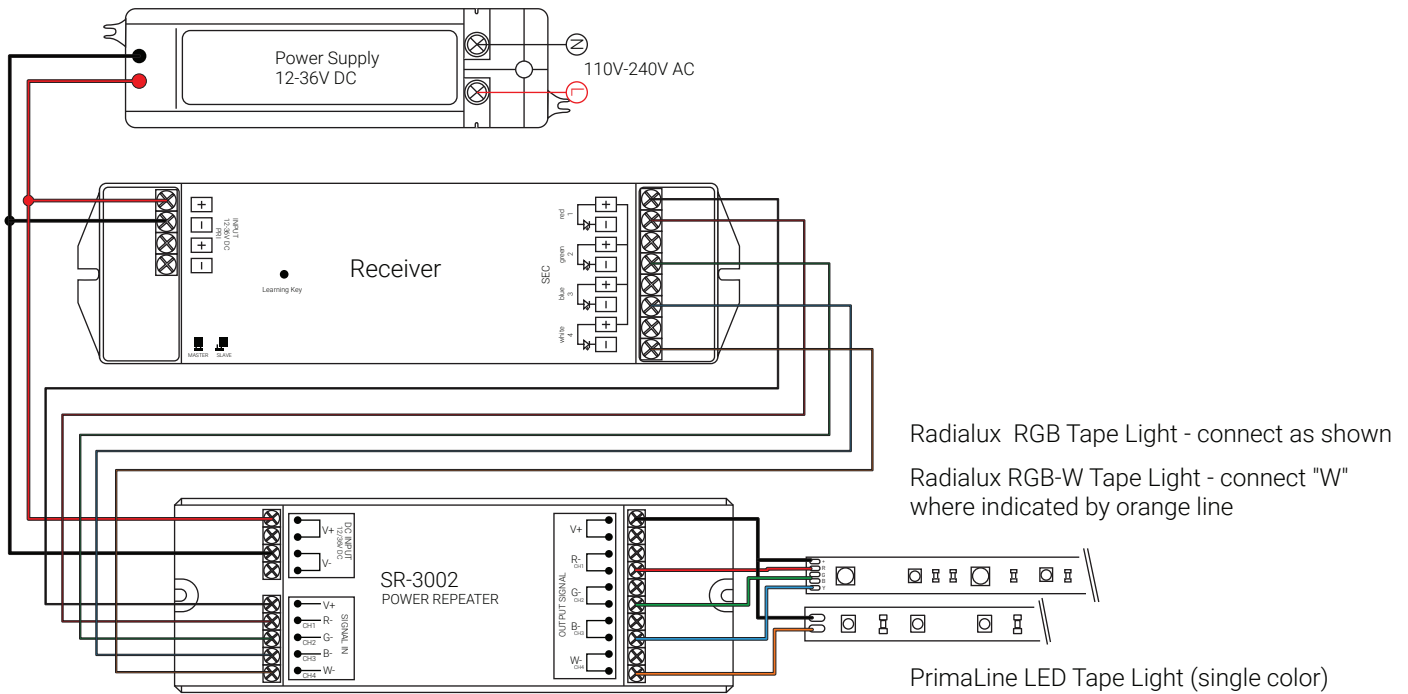 Power Supply
12-36V DC
N
L
110V-240V AC
+
−
+
−
INPUT
12-36V DC
PRI
Learning Key
Receiver
MASTER
SLAVE
SEC
red
1
+
−
green
2
+
−
blue
3
+
−
white
4
+
−
Radialux RGB Tape Light - connect as shown
Radialux RGB-W Tape Light - connect "W"
where indicated by orange line
V+
V-
DC INPUT
12/36V DC
V+
R-
CH1
G-
CH2
B-
CH3
W-
CH4
SIGNAL IN
SR-3002
POWER REPEATER
OUTPUT SIGNAL
V+
R-
CH1
G-
CH2
B-
CH3
W-
CH4
PrimaLine LED Tape Light (single color)